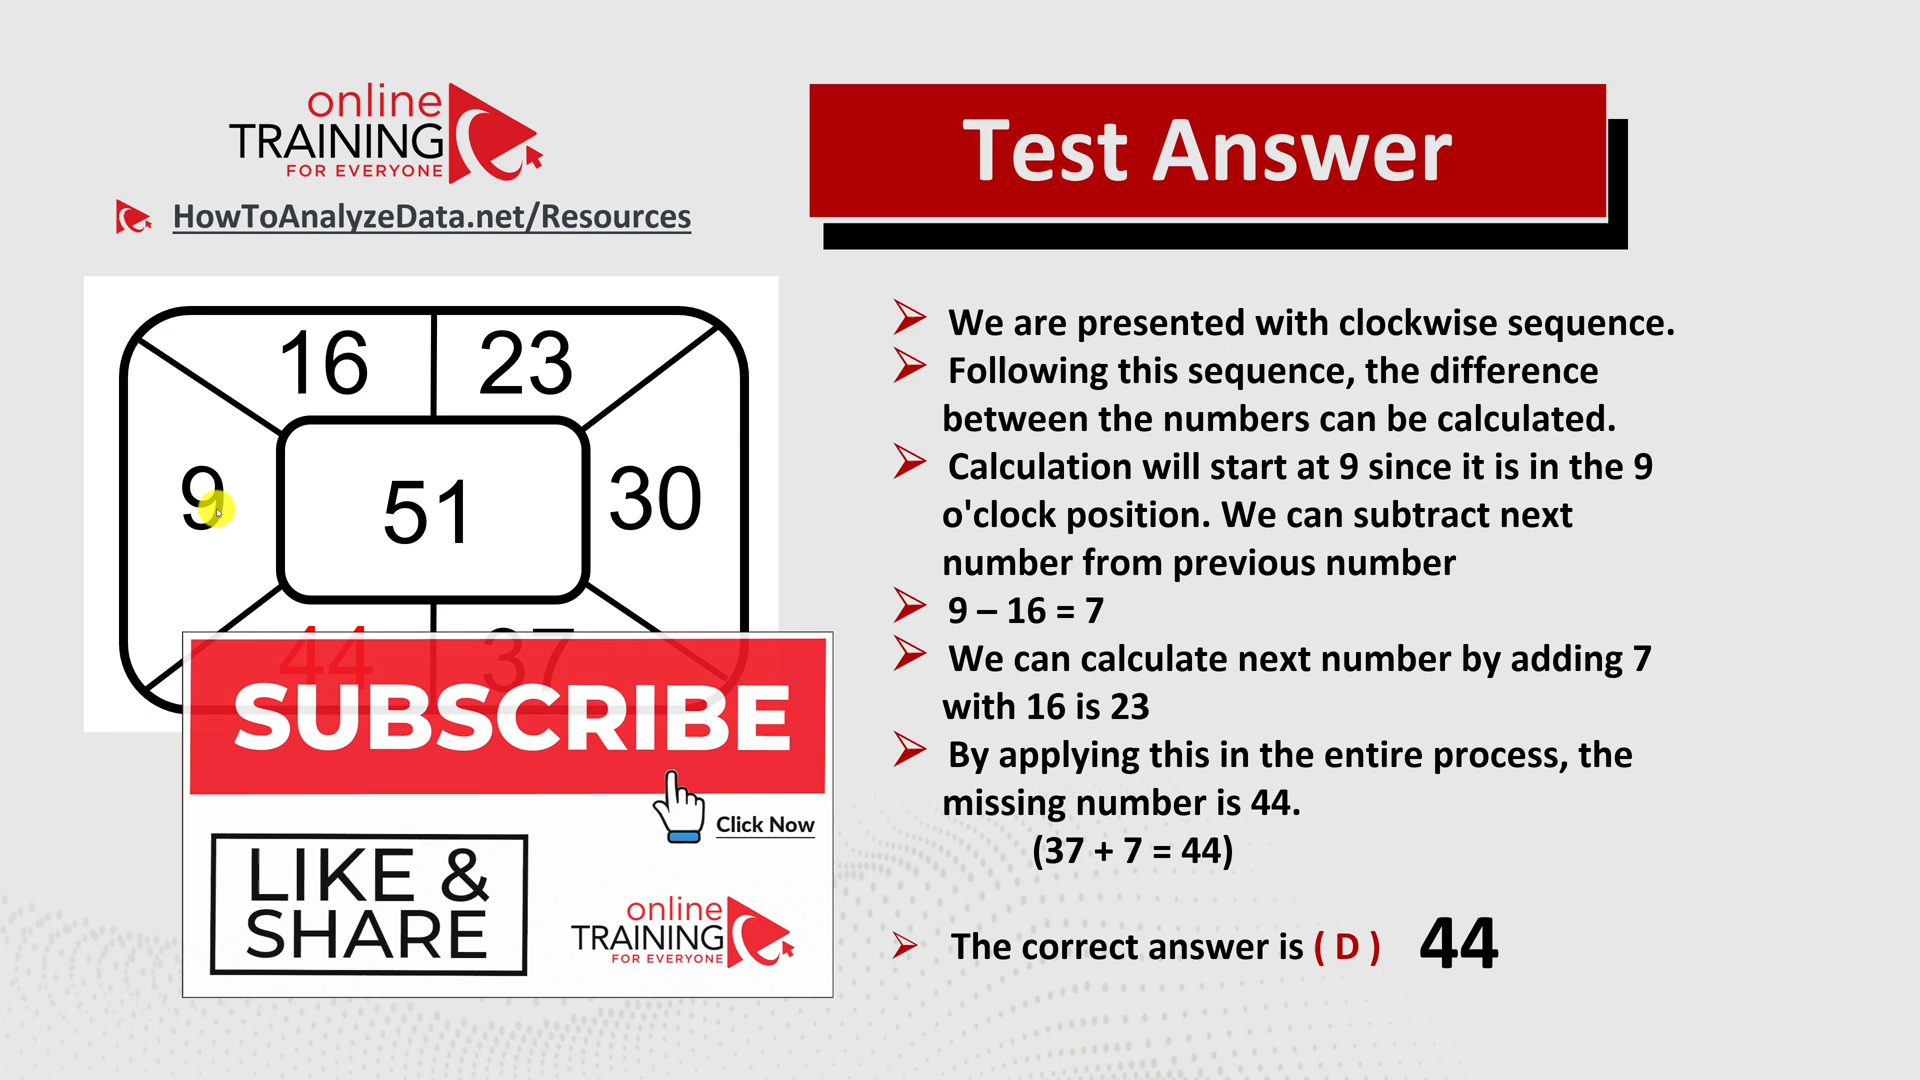 online
TRAINING
FOR EVERYONE
HowToAnalyzeData.net/Resources
Test Answer
16
23
9
51
30
44
37
SUBSCRIBE
Click Now
LIKE &
SHARE
online
TRAINING
FOR EVERYONE
We are presented with clockwise sequence.
Following this sequence, the difference
between the numbers can be calculated.
Calculation will start at 9 since it is in the 9
o'clock position. We can subtract next
number from previous number
9 – 16 = 7
We can calculate next number by adding 7
with 16 is 23
By applying this in the entire process, the
missing number is 44.
(37 + 7 = 44)
The correct answer is ( D ) 44